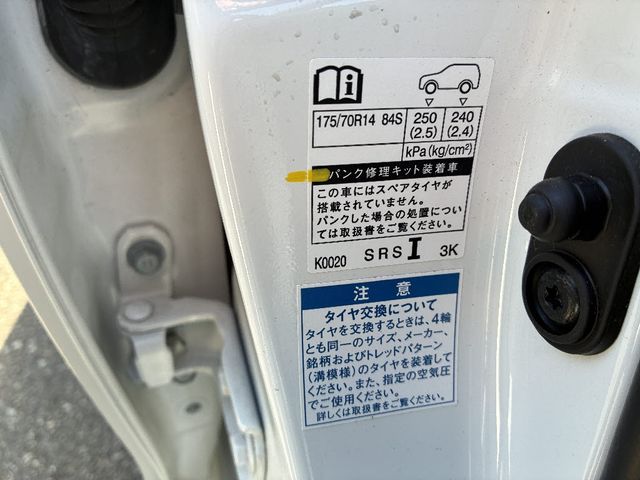 175/70R14 84S 250 (2.5) 240 (2.4)
kPa(kg/cm²)
パンク修理キット装着車
この車にはスペアタイヤが
搭載されていません。
パンクした場合の処置につい
ては取扱書をご覧ください。
K0020 SRS I 3K
注意
タイヤ交換について
タイヤを交換するときは、4輪
とも同一のサイズ、メーカー、
銘柄およびトレッドパターン
(溝模様)のタイヤを装着して
ください。また、指定の空気圧
でご使用ください。
詳しくは取扱書をご覧ください。